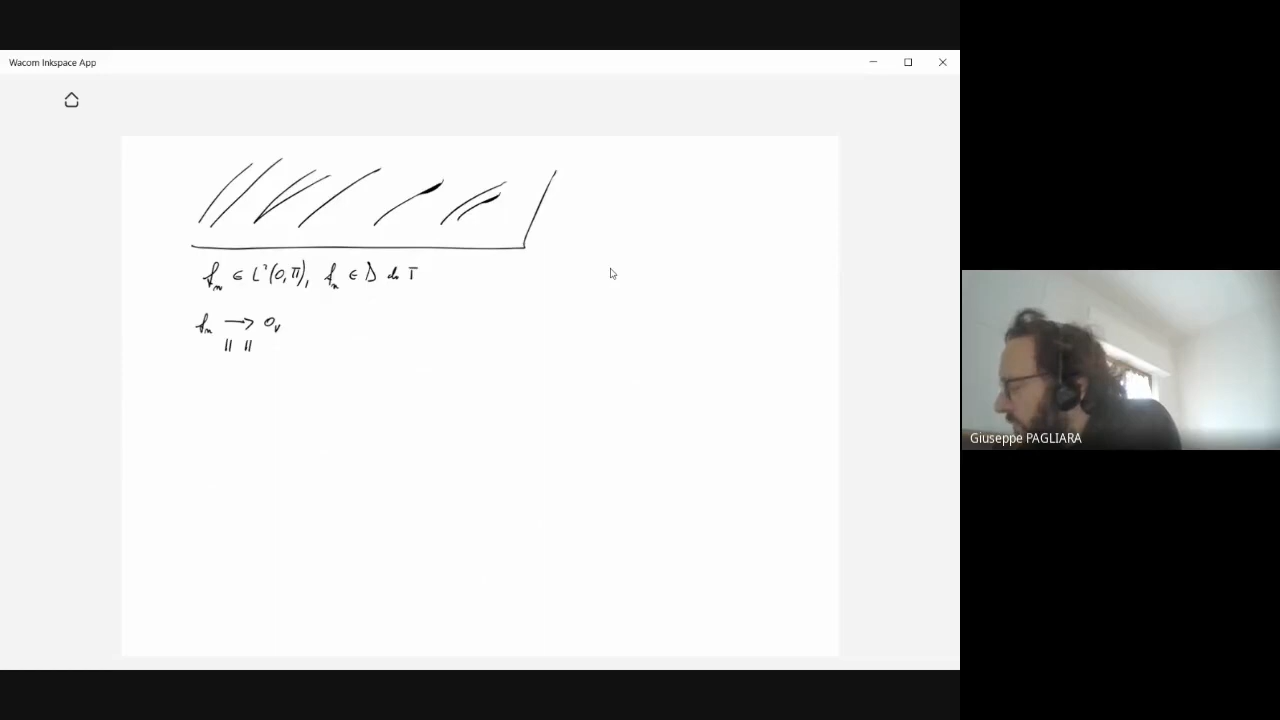 Wacom Inkspace App
fₙ ∈ L²(0,π), fₙ ∈ D di T
fₙ → 0ᵥ
|| ||
Giuseppe PAGLIARA